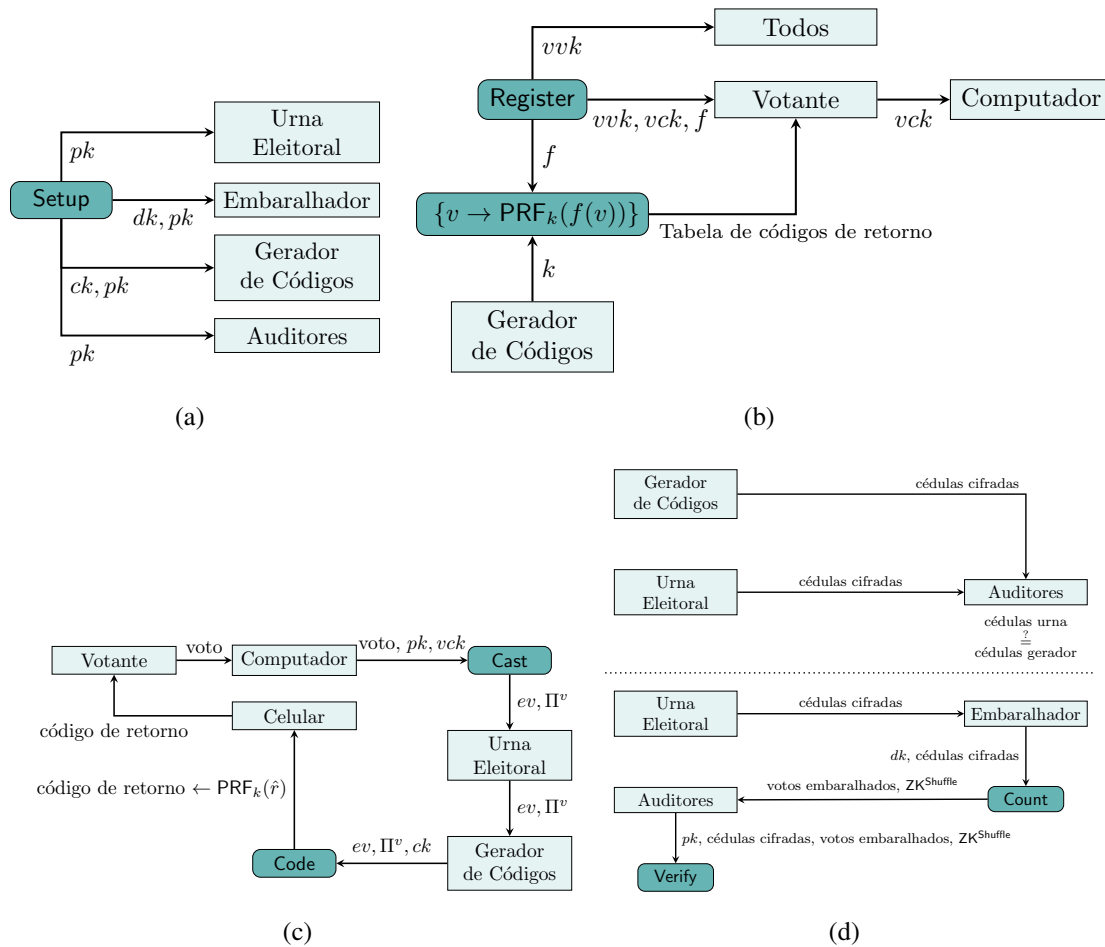 Urna
Eleitoral
pk
Setup
Embaralhador
dk, pk
Gerador
de Códigos
ck, pk
Auditores
pk
(a)
Todos
vvk
Register
vvk, vck, f
Votante
vck
Computador
f
{v → PRF_k(f(v))}
Tabela de códigos de retorno
k
Gerador
de Códigos
(b)
Votante
voto
Computador
voto, pk, vck
Cast
ev, Π^v
Celular
código de retorno
Urna
Eleitoral
código de retorno ← PRF_k(r̂)
ev, Π^v
Gerador
de Códigos
ev, Π^v, ck
Code
(c)
Gerador
de Códigos
cédulas cifradas
Urna
Eleitoral
cédulas cifradas
Auditores
cédulas urna
≟
cédulas gerador
Urna
Eleitoral
cédulas cifradas
Embaralhador
dk, cédulas cifradas
Auditores
votos embaralhados, ZK^Shuffle
Count
pk, cédulas cifradas, votos embaralhados, ZK^Shuffle
Verify
(d)